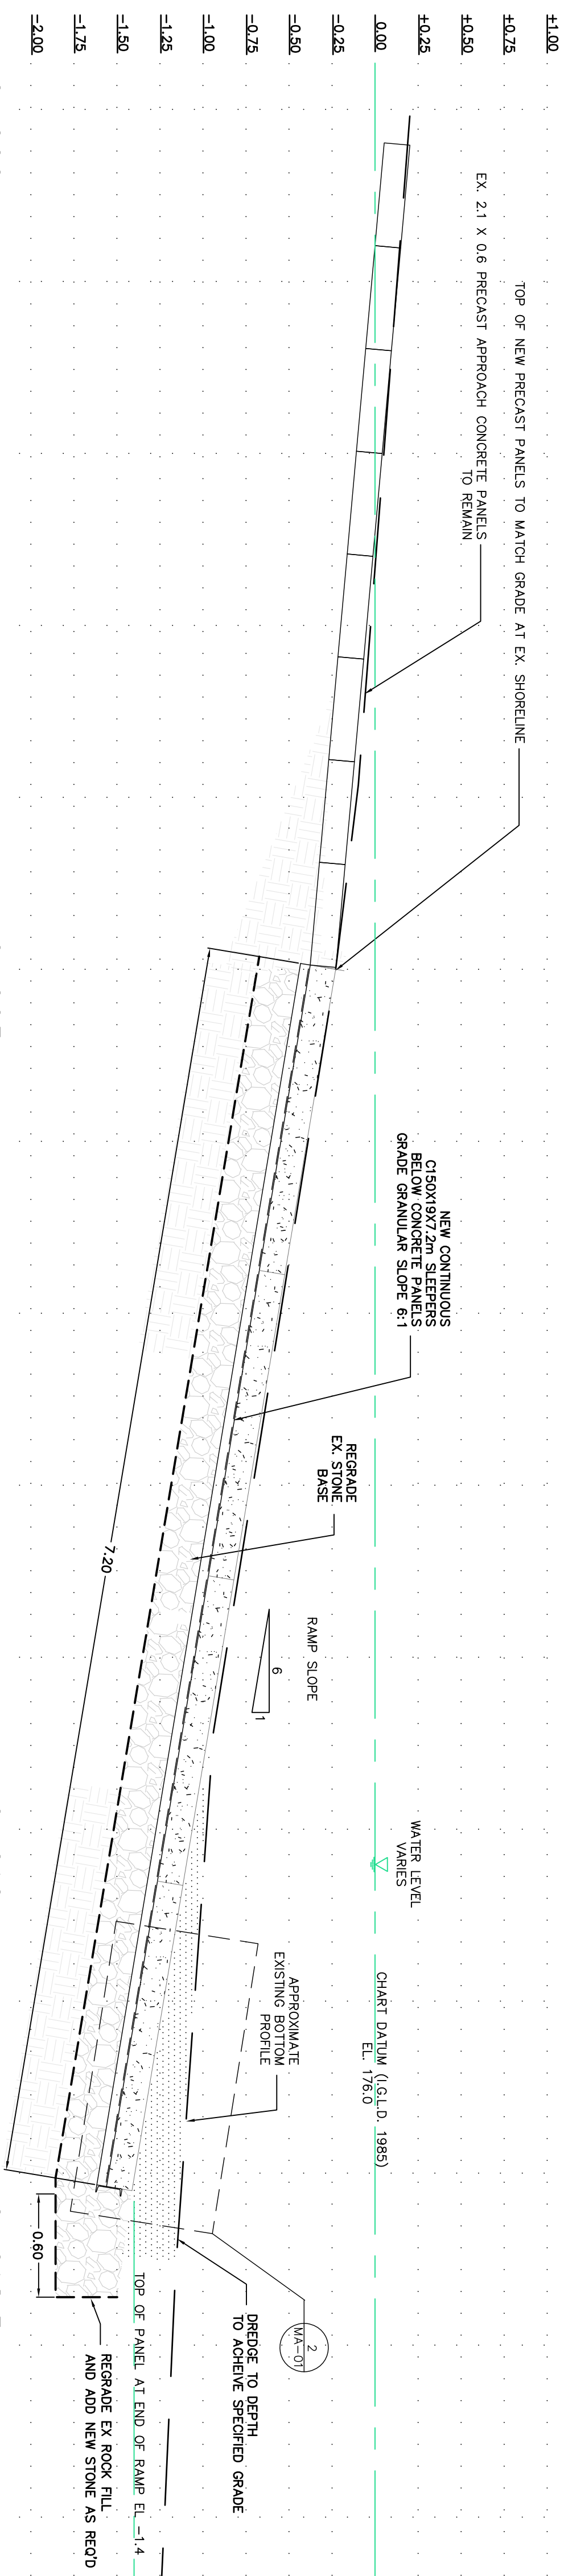 +1.00
+0.75
+0.50
+0.25
0.00
-0.25
-0.50
-0.75
-1.00
-1.25
-1.50
-1.75
-2.00
TOP OF NEW PRECAST PANELS TO MATCH GRADE AT EX. SHORELINE
EX. 2.1 X 0.6 PRECAST APPROACH CONCRETE PANELS
TO REMAIN
NEW CONTINUOUS
C150X19X7.2m SLEEPERS
BELOW CONCRETE PANELS
GRADE GRANULAR SLOPE 6:1
REGRADE
EX. STONE
BASE
7.20
RAMP SLOPE
6
1
WATER LEVEL
VARIES
CHART DATUM (I.G.L.D. 1985)
EL. 176.0
APPROXIMATE
EXISTING BOTTOM
PROFILE
2
MA-01
DREDGE TO DEPTH
TO ACHEIVE SPECIFIED GRADE
TOP OF PANEL AT END OF RAMP EL -1.4
0.60
REGRADE EX ROCK FILL
AND ADD NEW STONE AS REQ'D